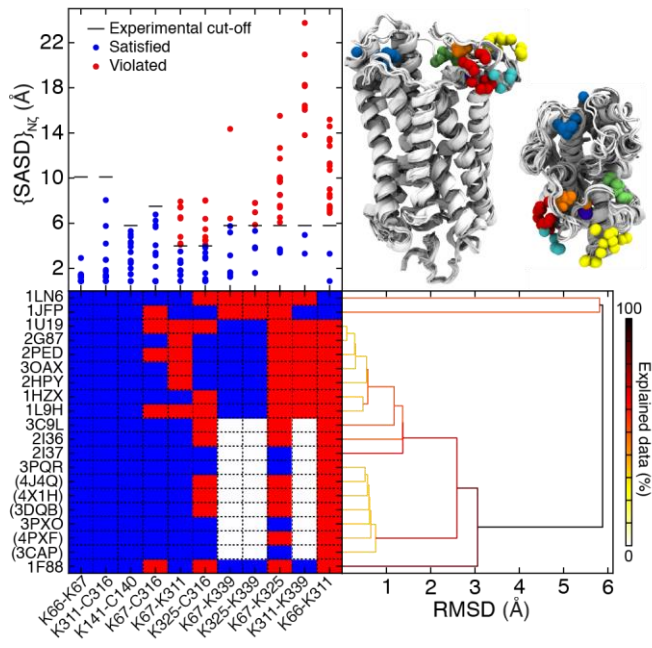 22
18
14
10
6
2
{SASD}Nζ (Å)
Experimental cut-off
Satisfied
Violated
1LN6
1JFP
1U19
2G87
2PED
3OAX
2HPY
1HZX
1L9H
3C9L
2I36
2I37
3PQR
(4J4Q)
(4X1H)
(3DQB)
3PXO
(4PXF)
(3CAP)
1F88
K66-K67
K311-C316
K141-C140
K67-C316
K67-K311
K325-C316
K67-K339
K325-K339
K67-K325
K311-K339
K66-K311
1 2 3 4 5 6
RMSD (Å)
100
Explained data (%)
0